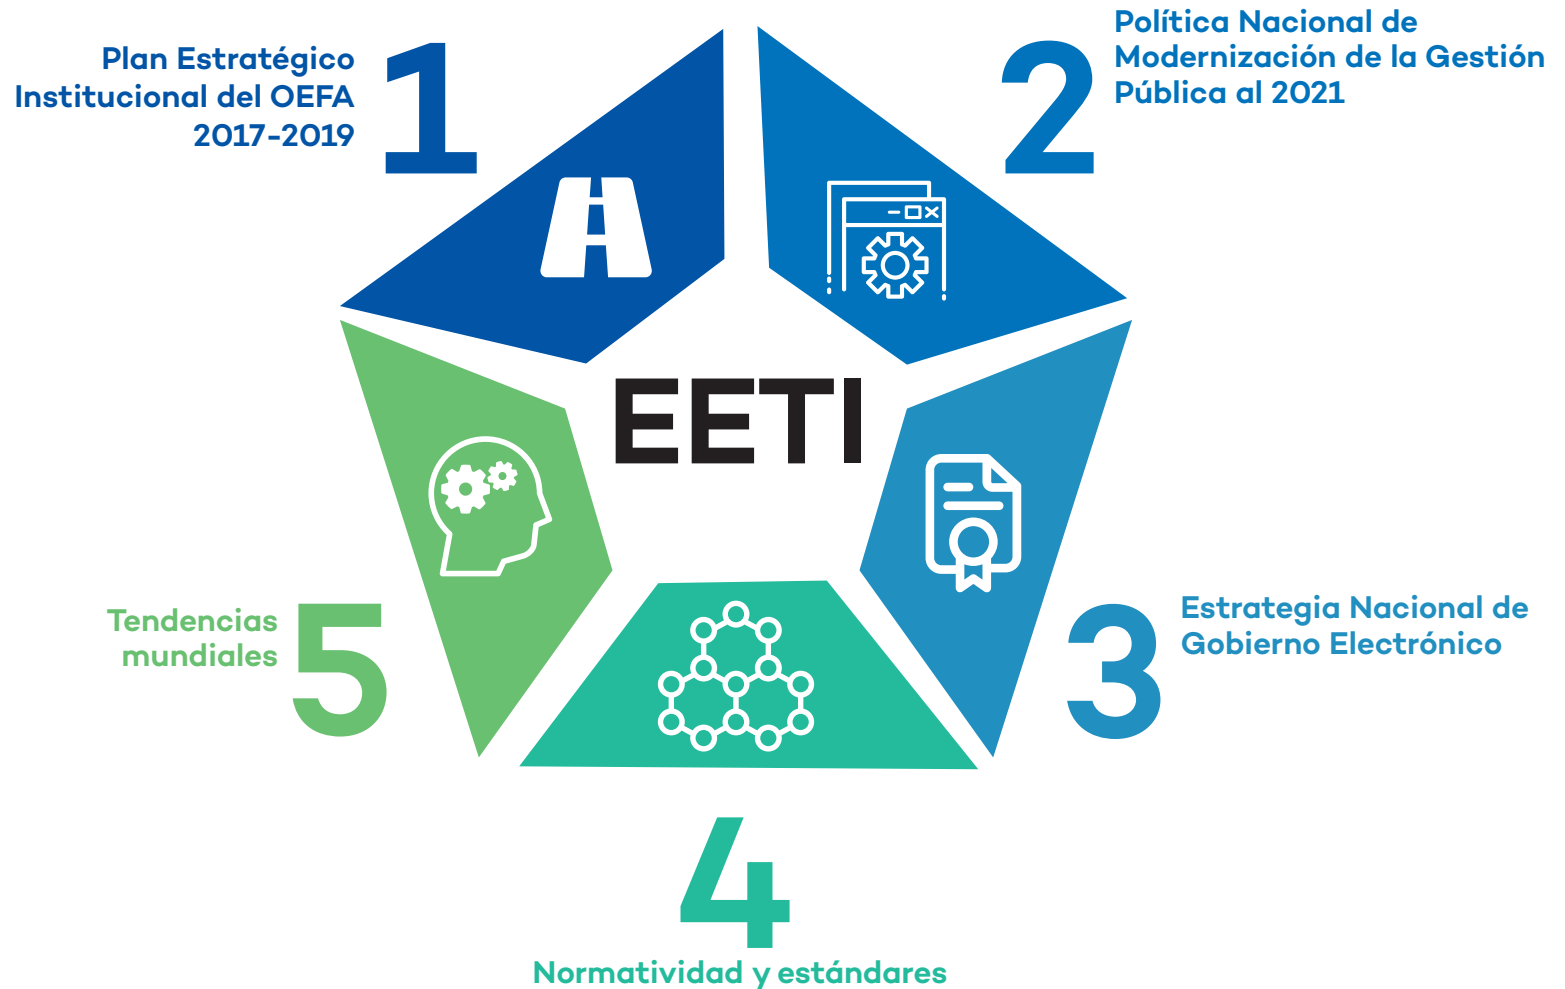 Plan Estratégico
Institucional del OEFA
2017-2019
1
2
Política Nacional de
Modernización de la Gestión
Pública al 2021
EETI
3
Estrategia Nacional de
Gobierno Electrónico
4
Normatividad y estándares
5
Tendencias
mundiales